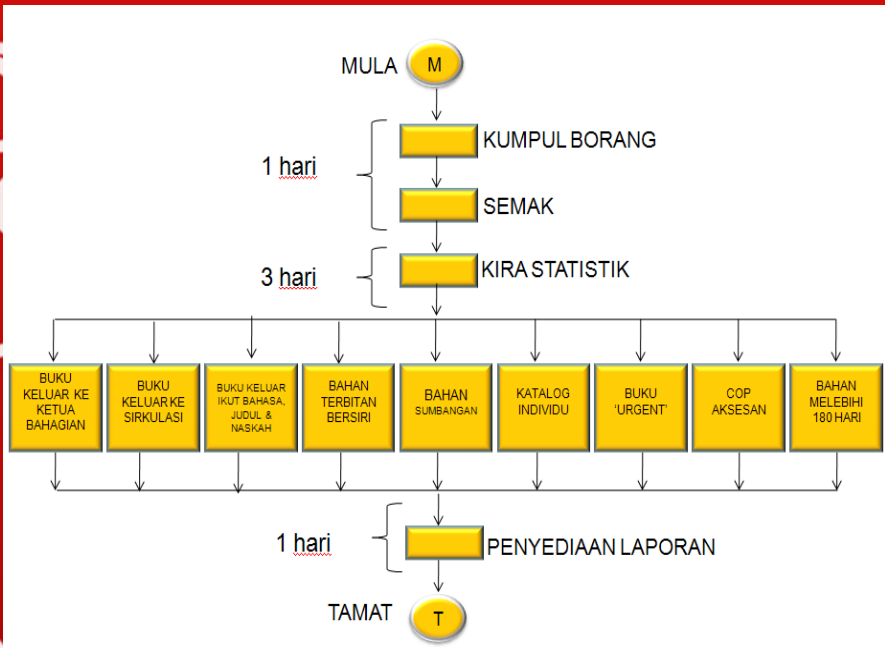 MULA
M
1 hari
KUMPUL BORANG
SEMAK
3 hari
KIRA STATISTIK
BUKU
KELUAR KE
KETUA
BAHAGIAN
BUKU
KELUAR KE
SIRKULASI
BUKU KELUAR
IKUT BAHASA,
JUDUL &
NASKAH
BAHAN
TERBITAN
BERSIRI
BAHAN
SUMBANGAN
KATALOG
INDIVIDU
BUKU
‘URGENT’
COP
AKSESAN
BAHAN
MELEBIHI
180 HARI
1 hari
PENYEDIAAN LAPORAN
TAMAT
T